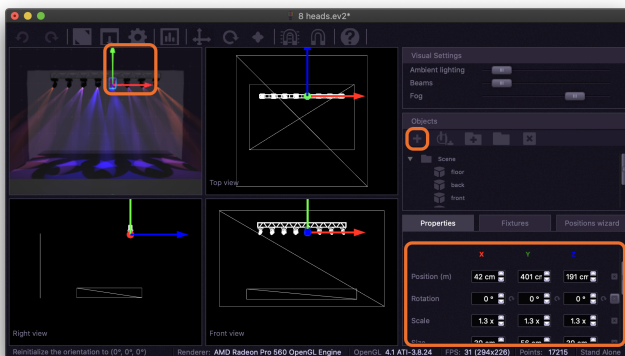 8 heads.ev2*
Visual Settings
Ambient lighting
Beams
Fog
Objects
Scene
floor
back
front
Top view
Properties
Fixtures
Positions wizard
X
Y
Z
Position (m)
42 cm
401 cm
191 cm
Rotation
0 °
0 °
0 °
Scale
1.3 x
1.3 x
1.3 x
Right view
Front view
Reinitialize the orientation to (0°, 0°, 0°)
Renderer: AMD Radeon Pro 560 OpenGL Engine
OpenGL 4.1 ATI-3.8.24
FPS: 31 (294x226)
Points: 17215
Stand Alone